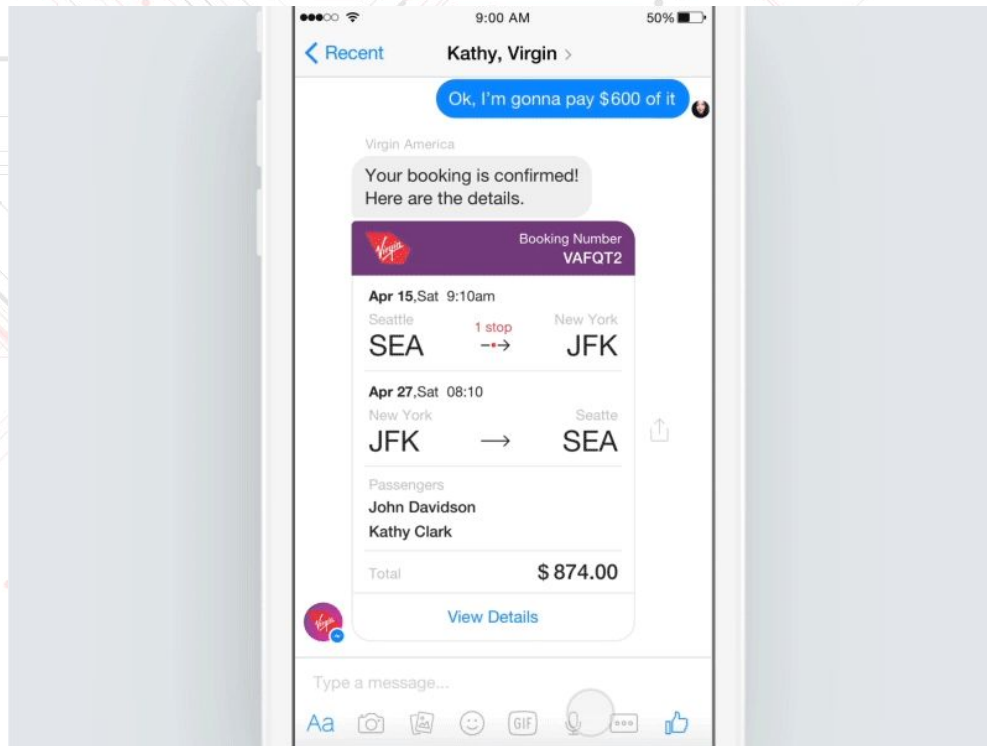 9:00 AM
50%
Recent
Kathy, Virgin >
Ok, I'm gonna pay $600 of it
Virgin America
Your booking is confirmed!
Here are the details.
Virgin
Booking Number
VAFQT2
Apr 15,Sat 9:10am
Seattle
1 stop
New York
SEA
JFK
Apr 27,Sat 08:10
New York
Seatte
JFK
SEA
Passengers
John Davidson
Kathy Clark
Total
$ 874.00
View Details
Virgin
Type a message...
Aa
GIF